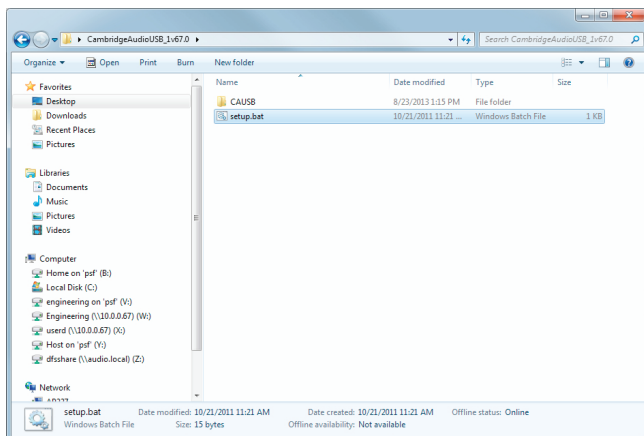 CambridgeAudioUSB_1v67.0
Search CambridgeAudioUSB_1v67.0
Organize Open Print Burn New folder
Favorites
Desktop
Downloads
Recent Places
Pictures
Libraries
Documents
Music
Pictures
Videos
Computer
Home on 'psf' (B:)
Local Disk (C:)
engineering on 'psf' (V:)
Engineering (\\10.0.0.67) (W:)
userd (\\10.0.0.67) (X:)
Host on 'psf' (Y:)
dfsshare (\\audio.local) (Z:)
Network
Name Date modified Type Size
CAUSB 8/23/2013 1:15 PM File folder
setup.bat 10/21/2011 11:21 ... Windows Batch File 1 KB
setup.bat Date modified: 10/21/2011 11:21 AM Date created: 10/21/2011 11:21 AM Offline status: Online
Windows Batch File Size: 15 bytes Offline availability: Not available